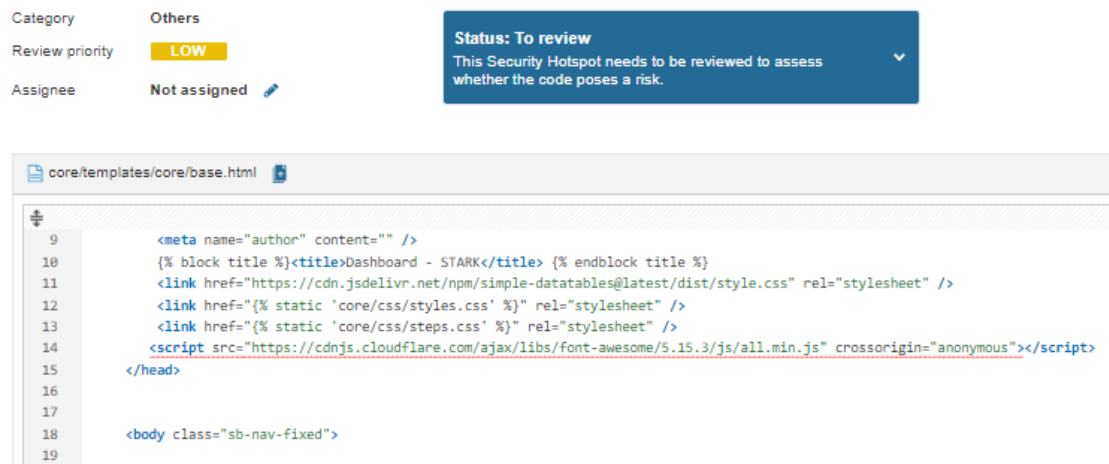 Category Others
Review priority LOW
Assignee Not assigned
Status: To review
This Security Hotspot needs to be reviewed to assess
whether the code poses a risk.
core/templates/core/base.html
9 <meta name="author" content="" />
10 {% block title %}<title>Dashboard - STARK</title> {% endblock title %}
11 <link href="https://cdn.jsdelivr.net/npm/simple-datatables@latest/dist/style.css" rel="stylesheet" />
12 <link href="{% static 'core/css/styles.css' %}" rel="stylesheet" />
13 <link href="{% static 'core/css/steps.css' %}" rel="stylesheet" />
14 <script src="https://cdnjs.cloudflare.com/ajax/libs/font-awesome/5.15.3/js/all.min.js" crossorigin="anonymous"></script>
15 </head>
16
17
18 <body class="sb-nav-fixed">
19